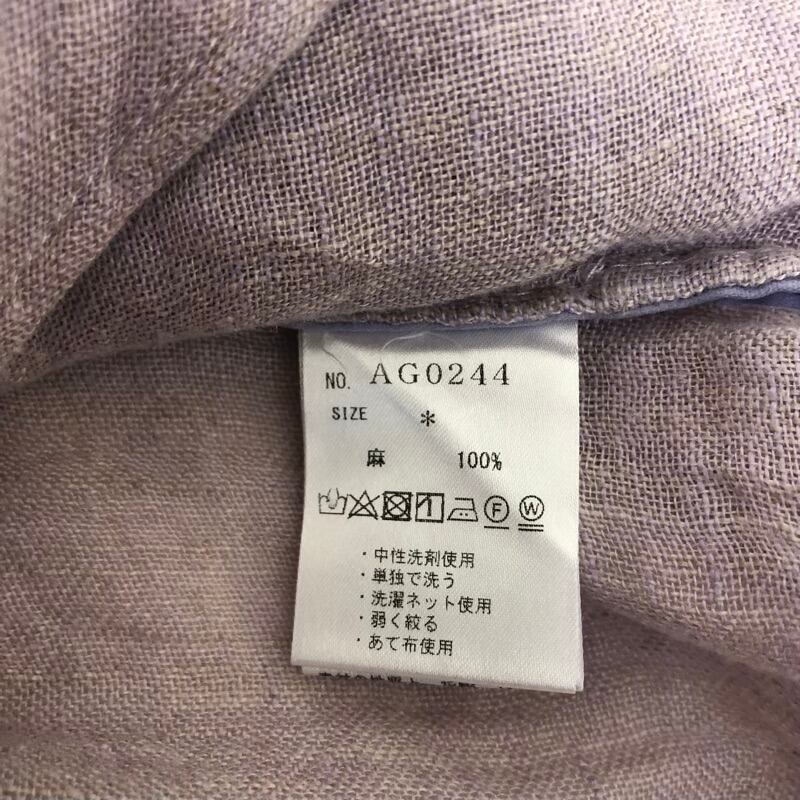 NO. AG0244
SIZE *
麻 100%
F W
・中性洗剤使用
・単独で洗う
・洗濯ネット使用
・弱く絞る
・あて布使用